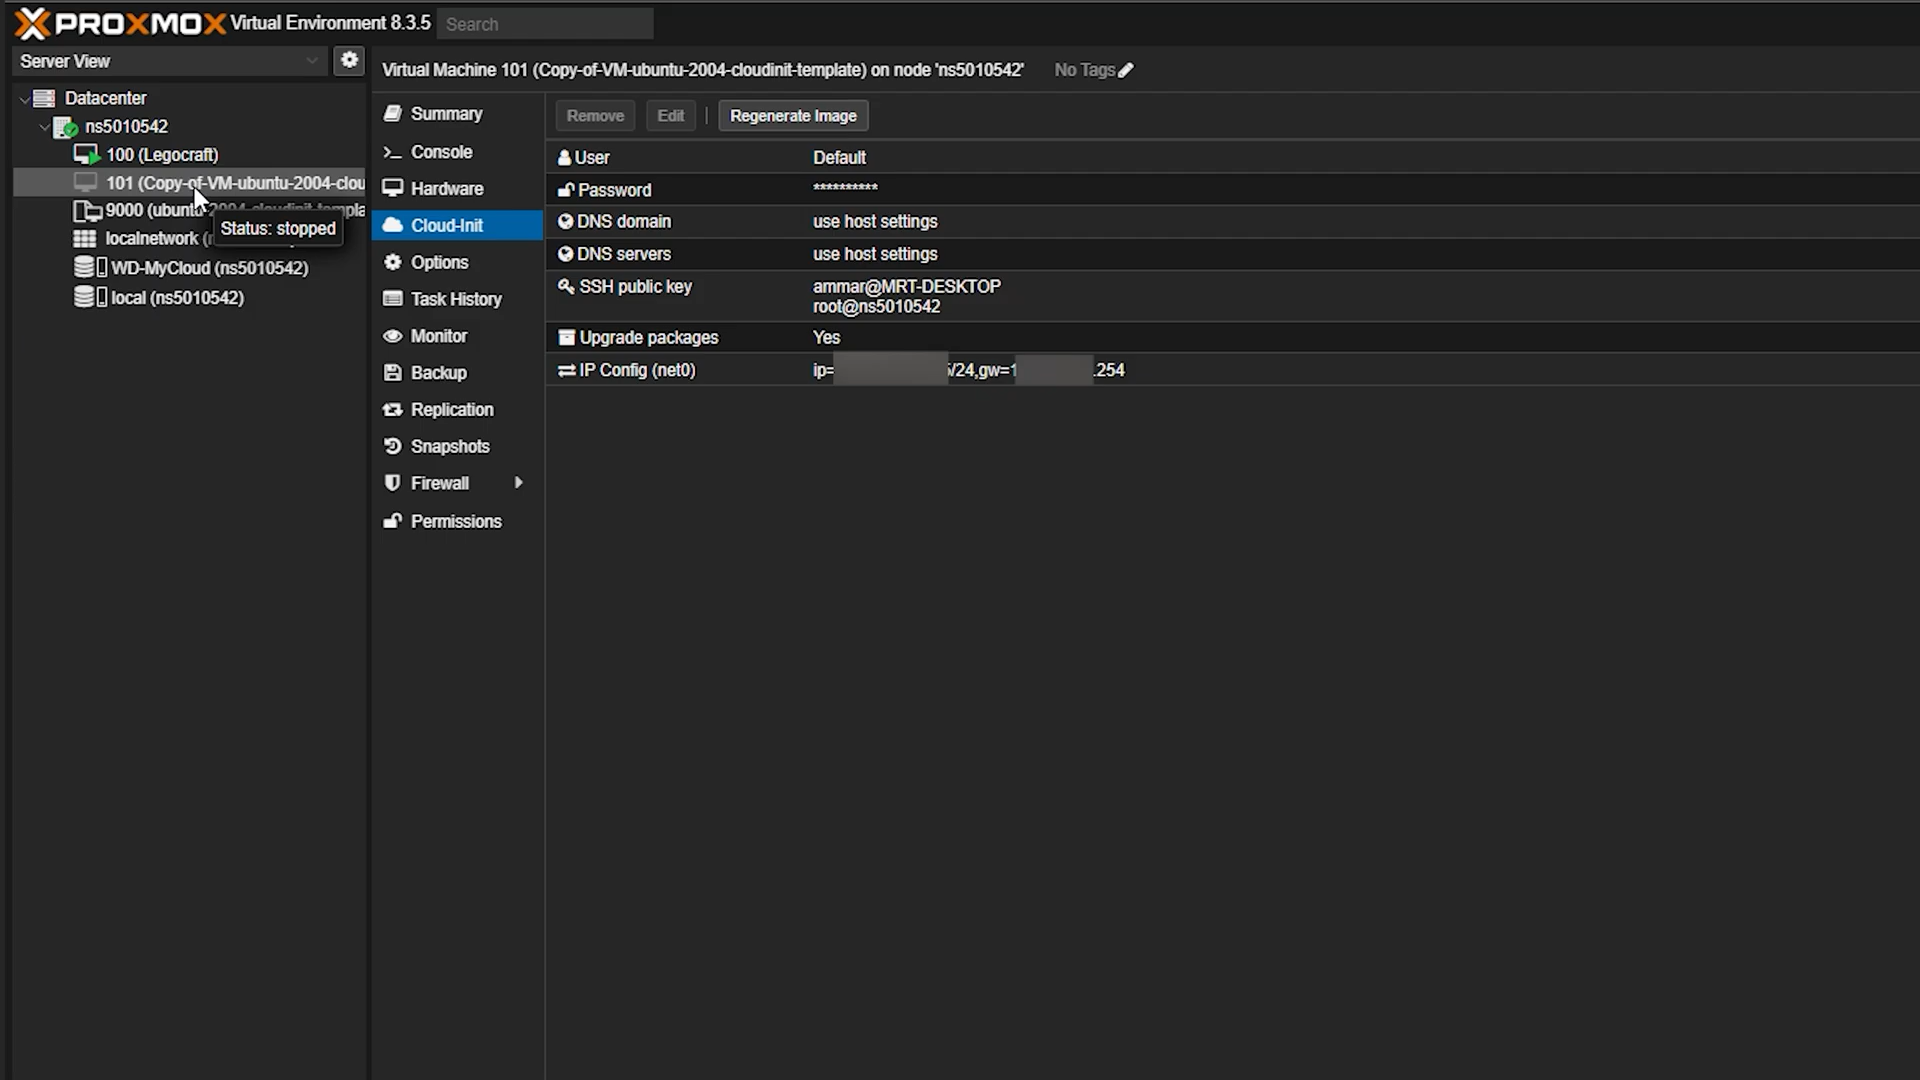 PROXMOX Virtual Environment 8.3.5 Search
Server View
Datacenter
ns5010542
100 (Legocraft)
101 (Copy-of-VM-ubuntu-2004-clou
9000 (ubuntu-2004-cloudinit-templa
Status: stopped
localnetwork
WD-MyCloud (ns5010542)
local (ns5010542)
Virtual Machine 101 (Copy-of-VM-ubuntu-2004-cloudinit-template) on node 'ns5010542' No Tags
Summary
Console
Hardware
Cloud-Init
Options
Task History
Monitor
Backup
Replication
Snapshots
Firewall
Permissions
Remove Edit Regenerate Image
User Default
Password **********
DNS domain use host settings
DNS servers use host settings
SSH public key ammar@MRT-DESKTOP
root@ns5010542
Upgrade packages Yes
IP Config (net0) ip= /24,gw=1 .254